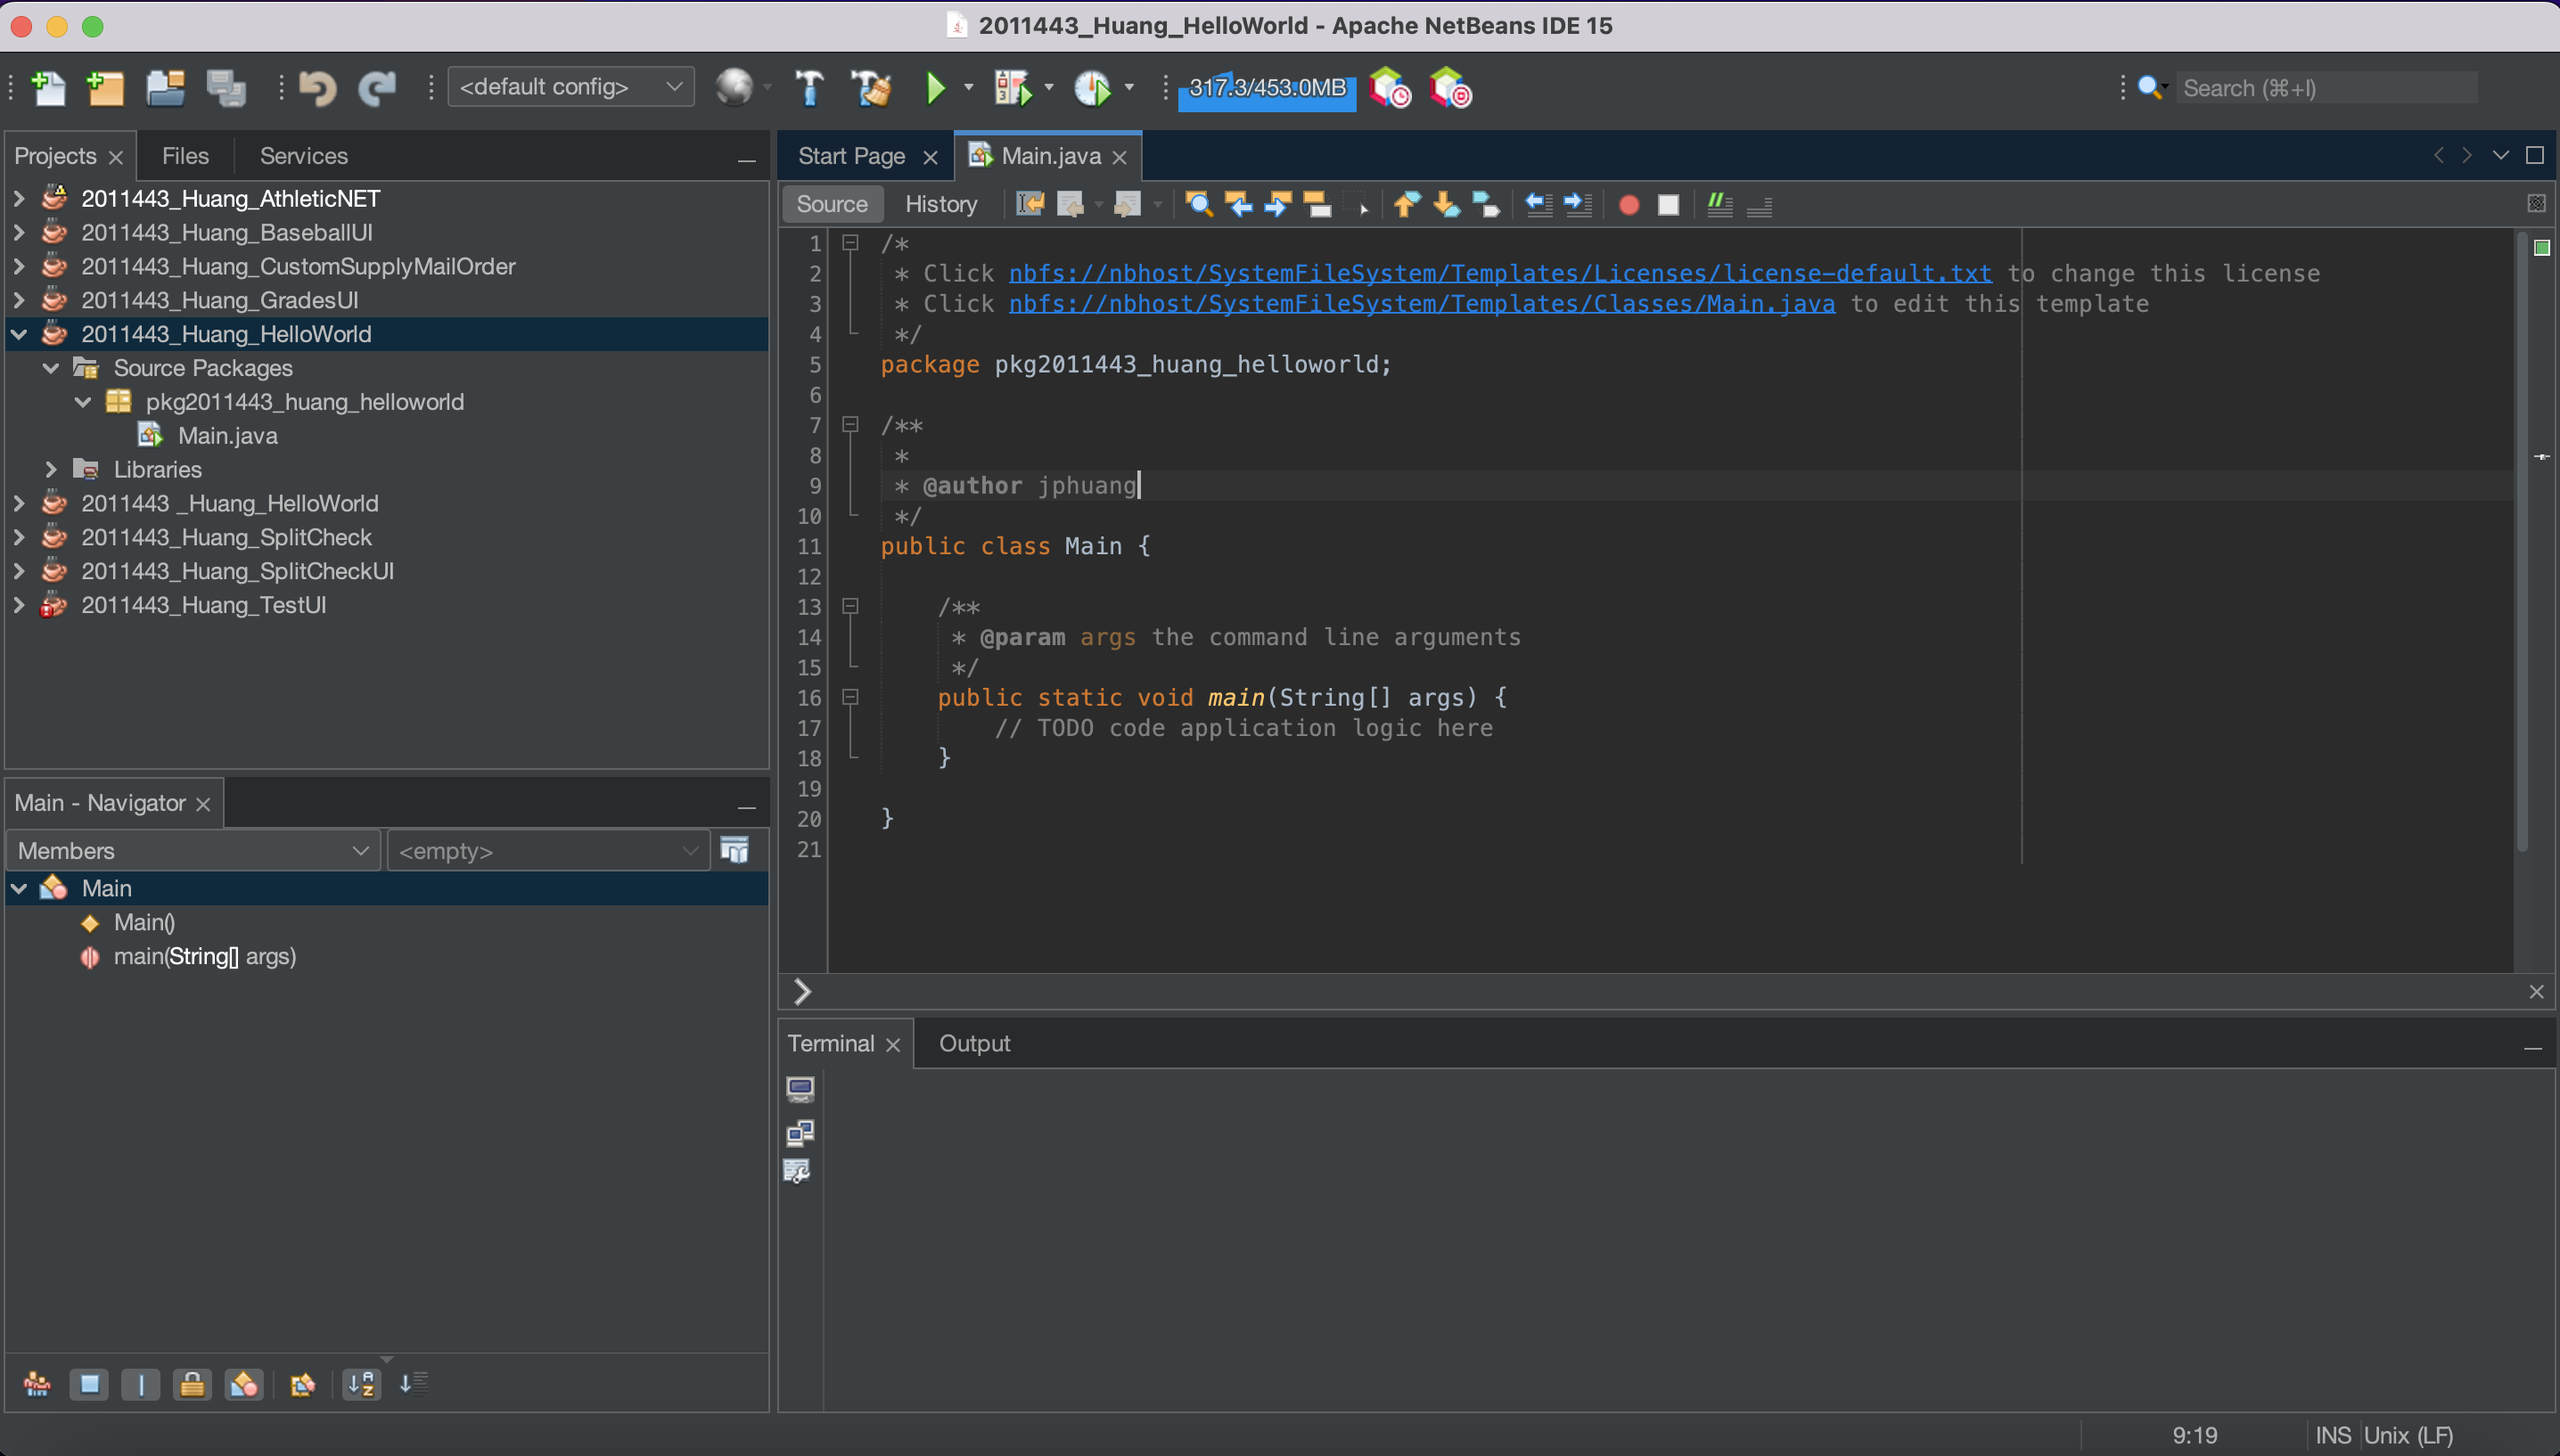 2011443_Huang_HelloWorld - Apache NetBeans IDE 15
<default config>
317.3/453.0MB
Search (⌘+I)
Projects
Files
Services
2011443_Huang_AthleticNET
2011443_Huang_BaseballUI
2011443_Huang_CustomSupplyMailOrder
2011443_Huang_GradesUI
2011443_Huang_HelloWorld
Source Packages
pkg2011443_huang_helloworld
Main.java
Libraries
2011443 _Huang_HelloWorld
2011443_Huang_SplitCheck
2011443_Huang_SplitCheckUI
2011443_Huang_TestUI
Main - Navigator
Members
<empty>
Main
Main()
main(String[] args)
Start Page
Main.java
Source
History
1 /*
2 * Click nbfs://nbhost/SystemFileSystem/Templates/Licenses/license-default.txt to change this license
3 * Click nbfs://nbhost/SystemFileSystem/Templates/Classes/Main.java to edit this template
4 */
5 package pkg2011443_huang_helloworld;
6
7 /**
8 *
9 * @author jphuang
10 */
11 public class Main {
12
13 /**
14 * @param args the command line arguments
15 */
16 public static void main(String[] args) {
17 // TODO code application logic here
18 }
19
20 }
21
Terminal
Output
9:19
INS
Unix (LF)